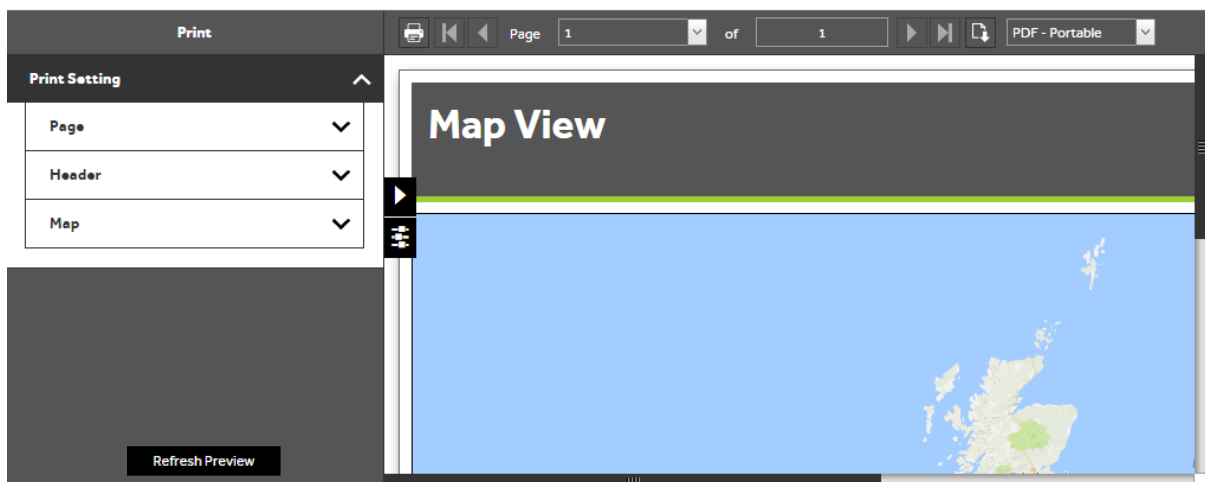 Print
Page 1 of 1 PDF - Portable
Print Setting
Page
Header
Map
Refresh Preview
Map View